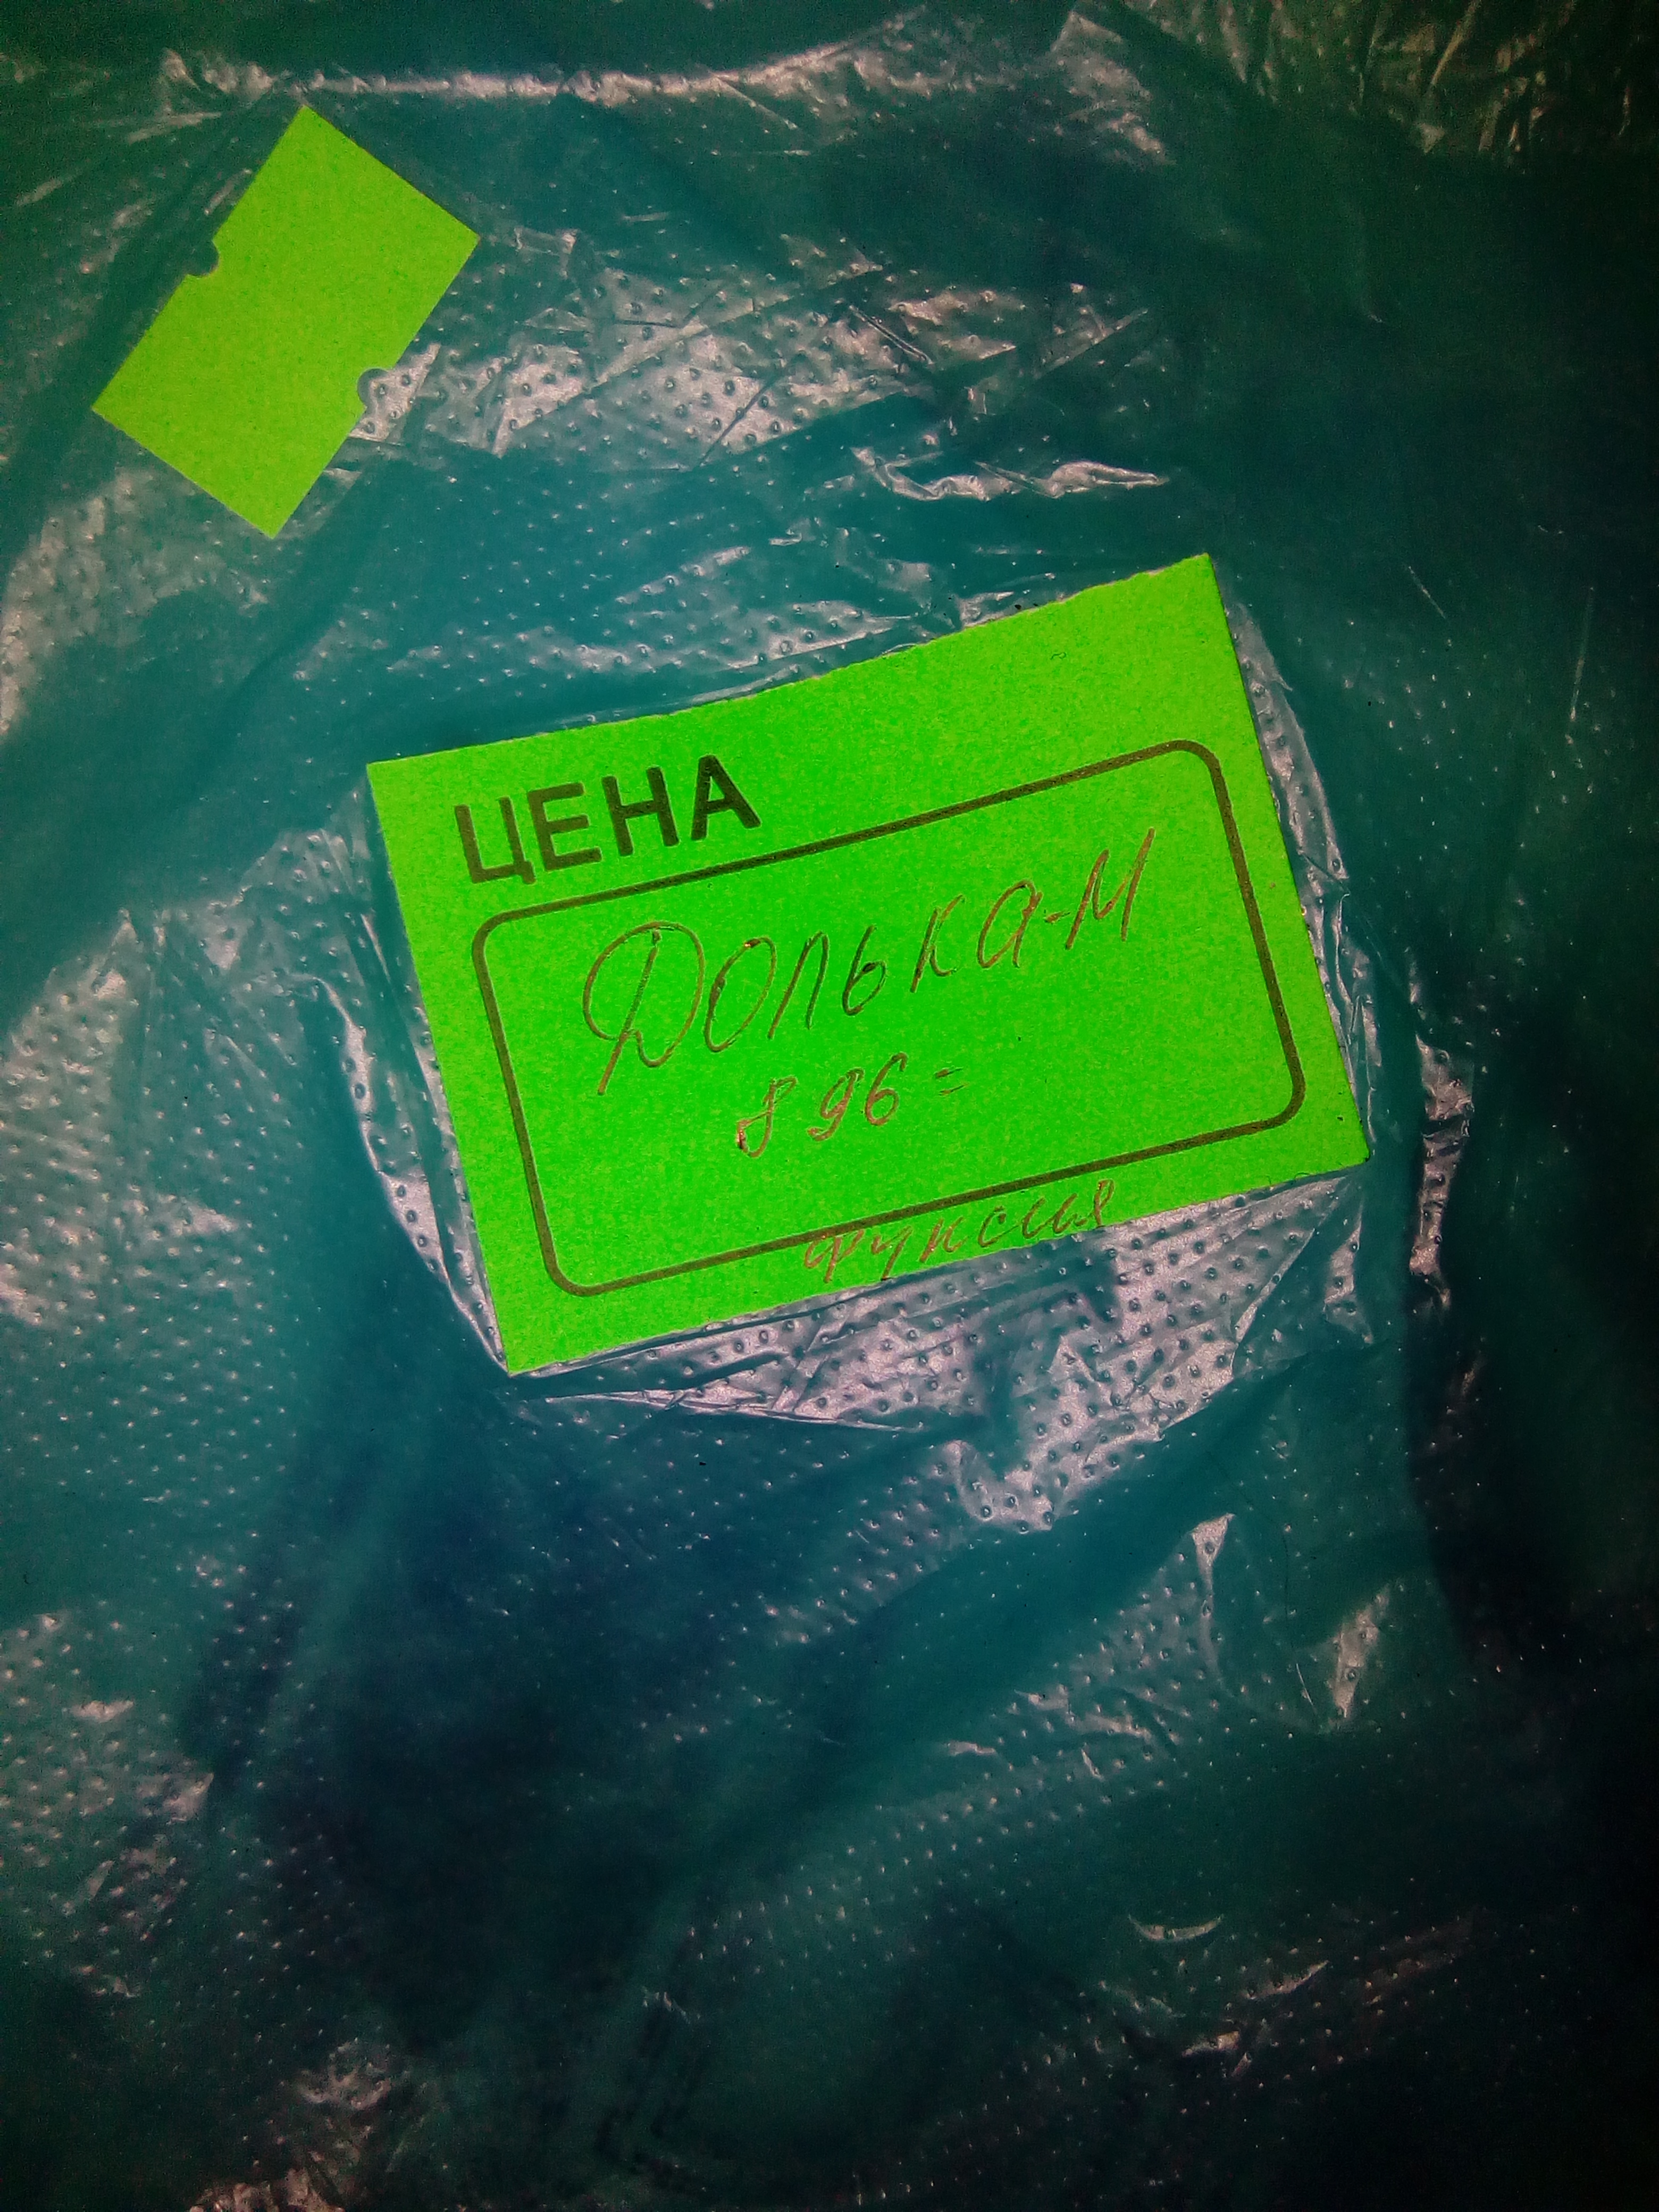 ЦЕНА
Долька-М
896=
фуксия